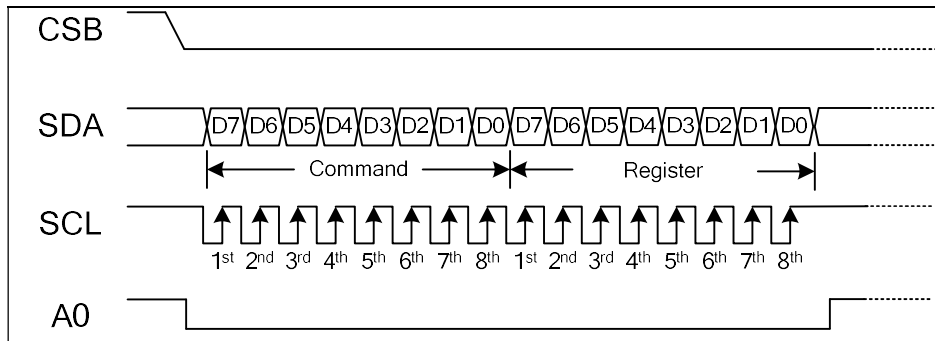 CSB
SDA D7 D6 D5 D4 D3 D2 D1 D0 D7 D6 D5 D4 D3 D2 D1 D0
Command Register
SCL
1st 2nd 3rd 4th 5th 6th 7th 8th 1st 2nd 3rd 4th 5th 6th 7th 8th
A0